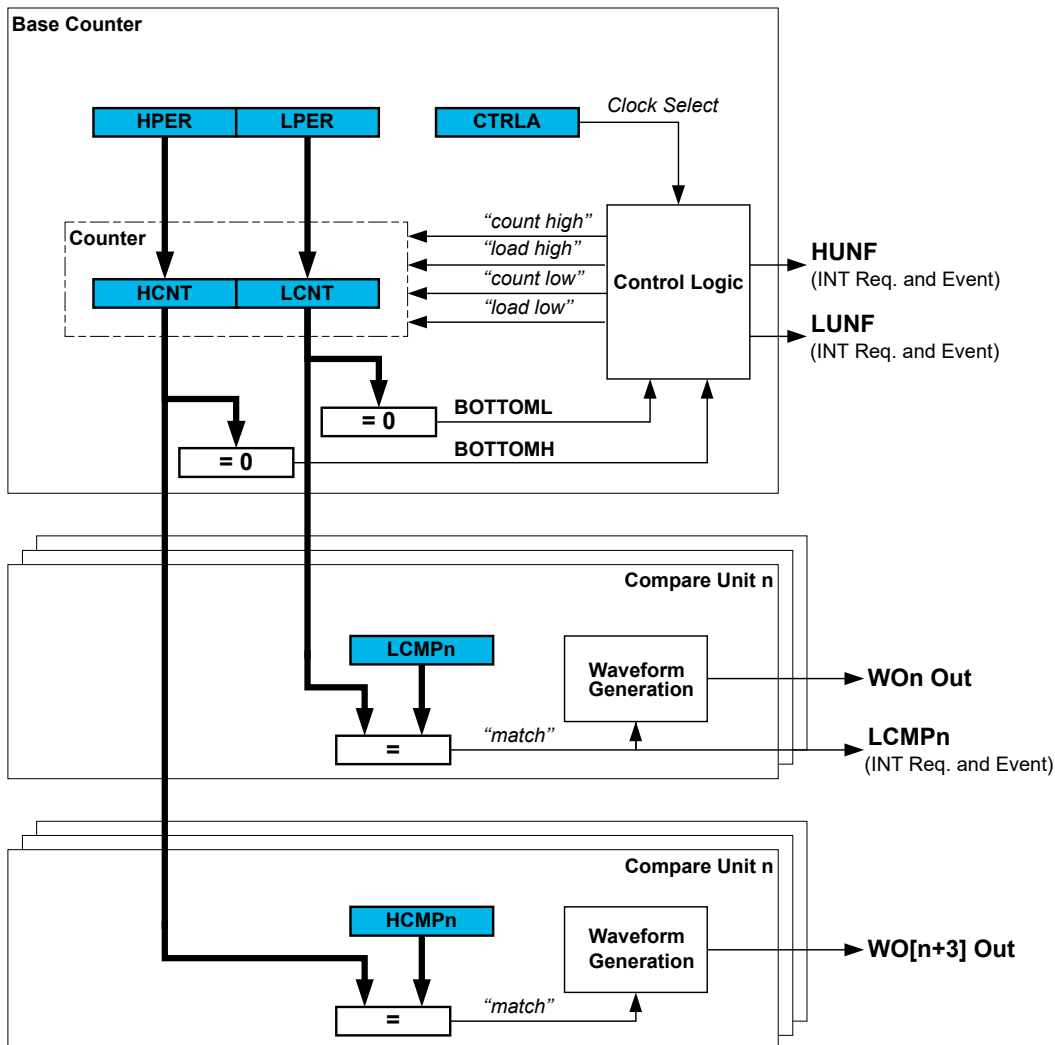 Base Counter
HPER
LPER
CTRLA
Clock Select
Counter
HCNT
LCNT
“count high”
“load high”
“count low”
“load low”
Control Logic
HUNF
(INT Req. and Event)
LUNF
(INT Req. and Event)
= 0
BOTTOML
= 0
BOTTOMH
Compare Unit n
LCMPn
Waveform
Generation
WOn Out
=
“match”
LCMPn
(INT Req. and Event)
Compare Unit n
HCMPn
Waveform
Generation
WO[n+3] Out
=
“match”